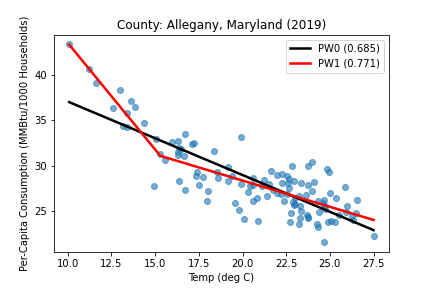 County: Allegany, Maryland (2019)
PW0 (0.685)
PW1 (0.771)
Per-Capita Consumption (MMBtu/1000 Households)
40
35
30
25
10.0 12.5 15.0 17.5 20.0 22.5 25.0 27.5
Temp (deg C)